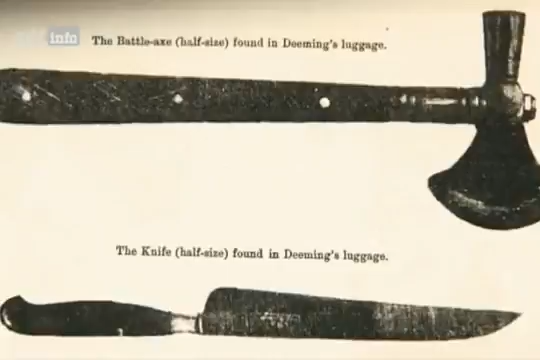 info
The Battle-axe (half-size) found in Deeming's luggage.
The Knife (half-size) found in Deeming's luggage.